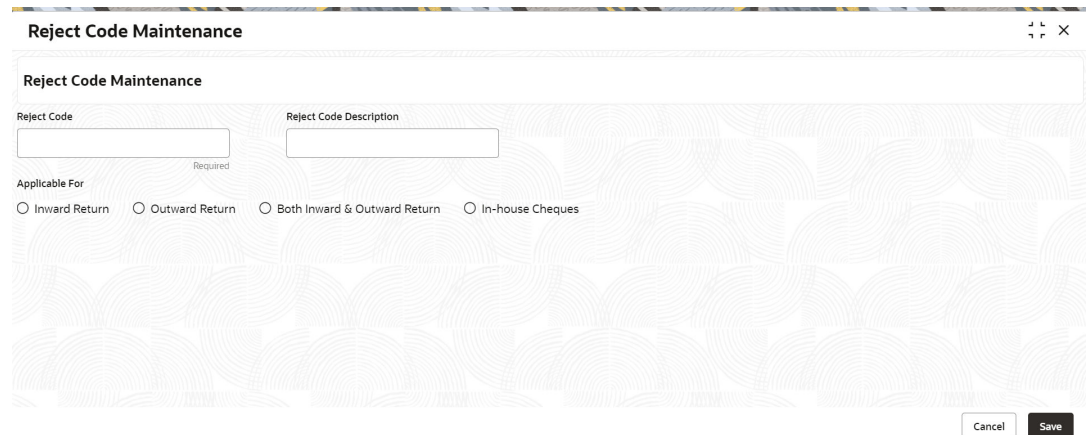 Reject Code Maintenance
Reject Code Maintenance
Reject Code Reject Code Description
Required
Applicable For
Inward Return Outward Return Both Inward & Outward Return In-house Cheques
Cancel Save